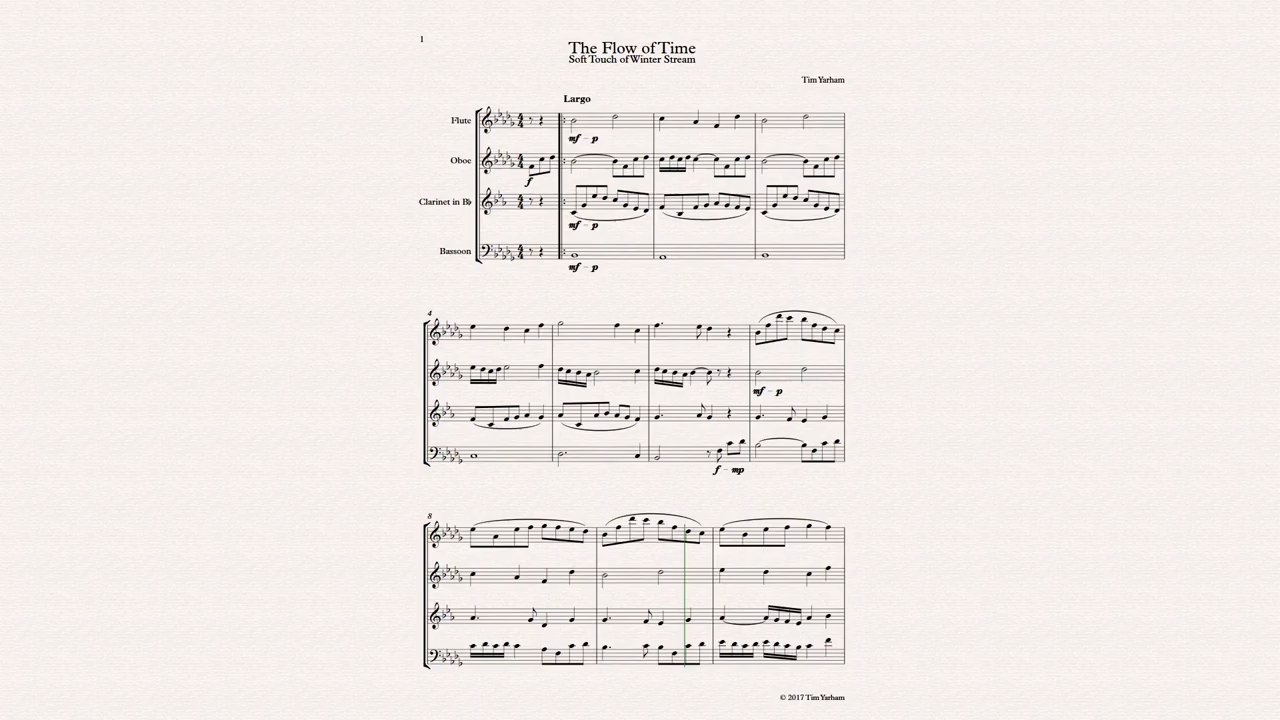 1
The Flow of Time
Soft Touch of Winter Stream
Tim Yarham
Largo
Flute
mf - p
Oboe
f
Clarinet in B♭
mf - p
Bassoon
mf - p
4
mf - p
f - mp
8
© 2017 Tim Yarham